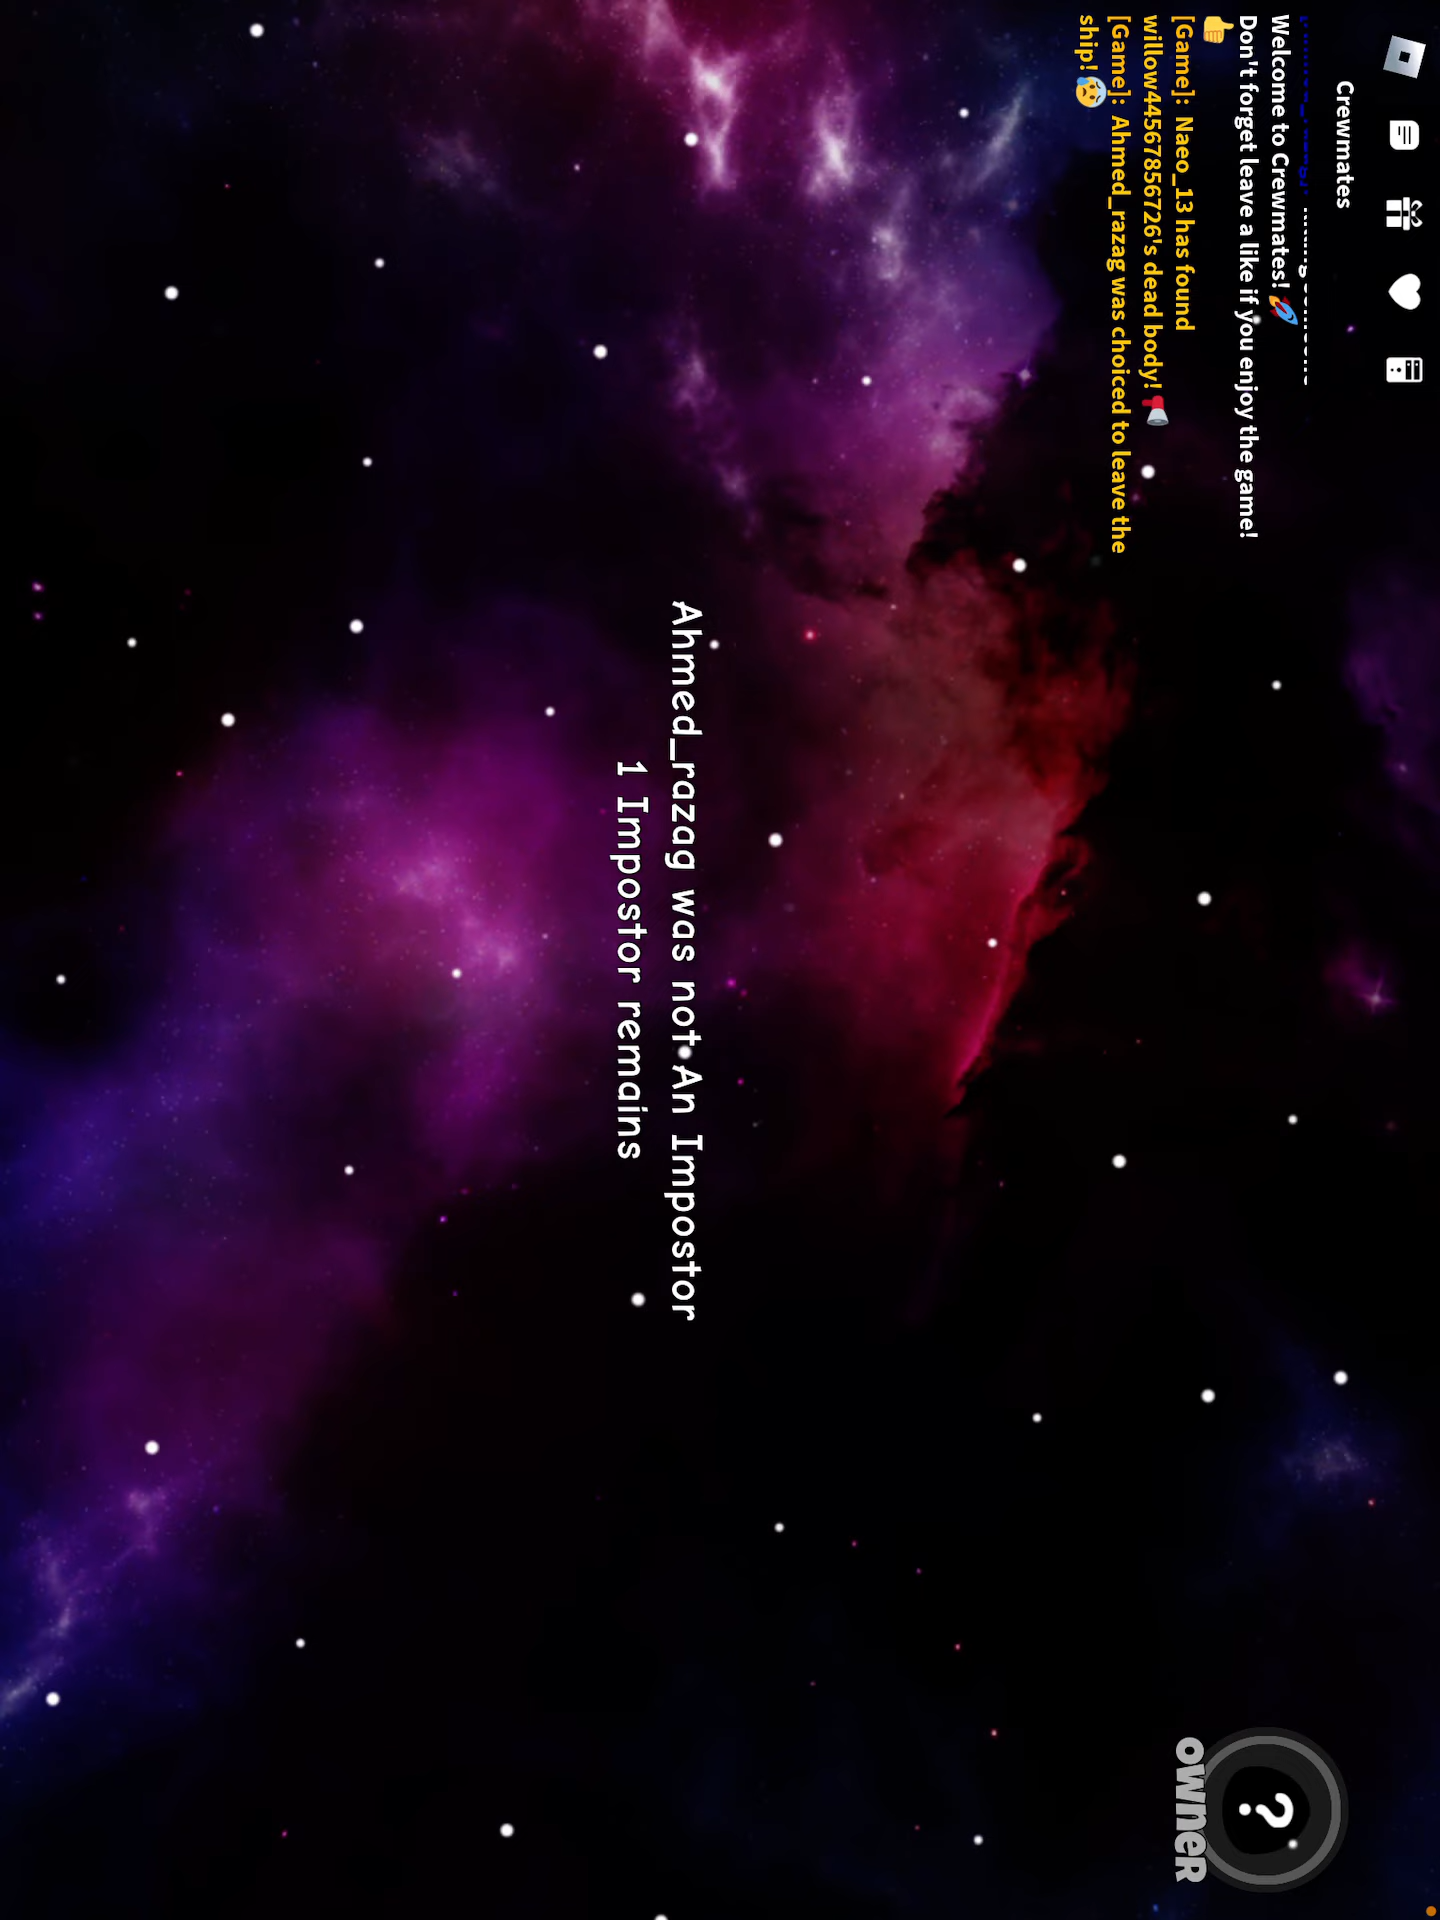 Crewmates
Welcome to Crewmates! 🚀
Don't forget leave a like if you enjoy the game!
👍
[Game]: Naeo_13 has found
willow44567856726's dead body! 📢
[Game]: Ahmed_razag was choiced to leave the
ship! 😰
Ahmed_razag was not An Impostor
1 Impostor remains
?
OWNER